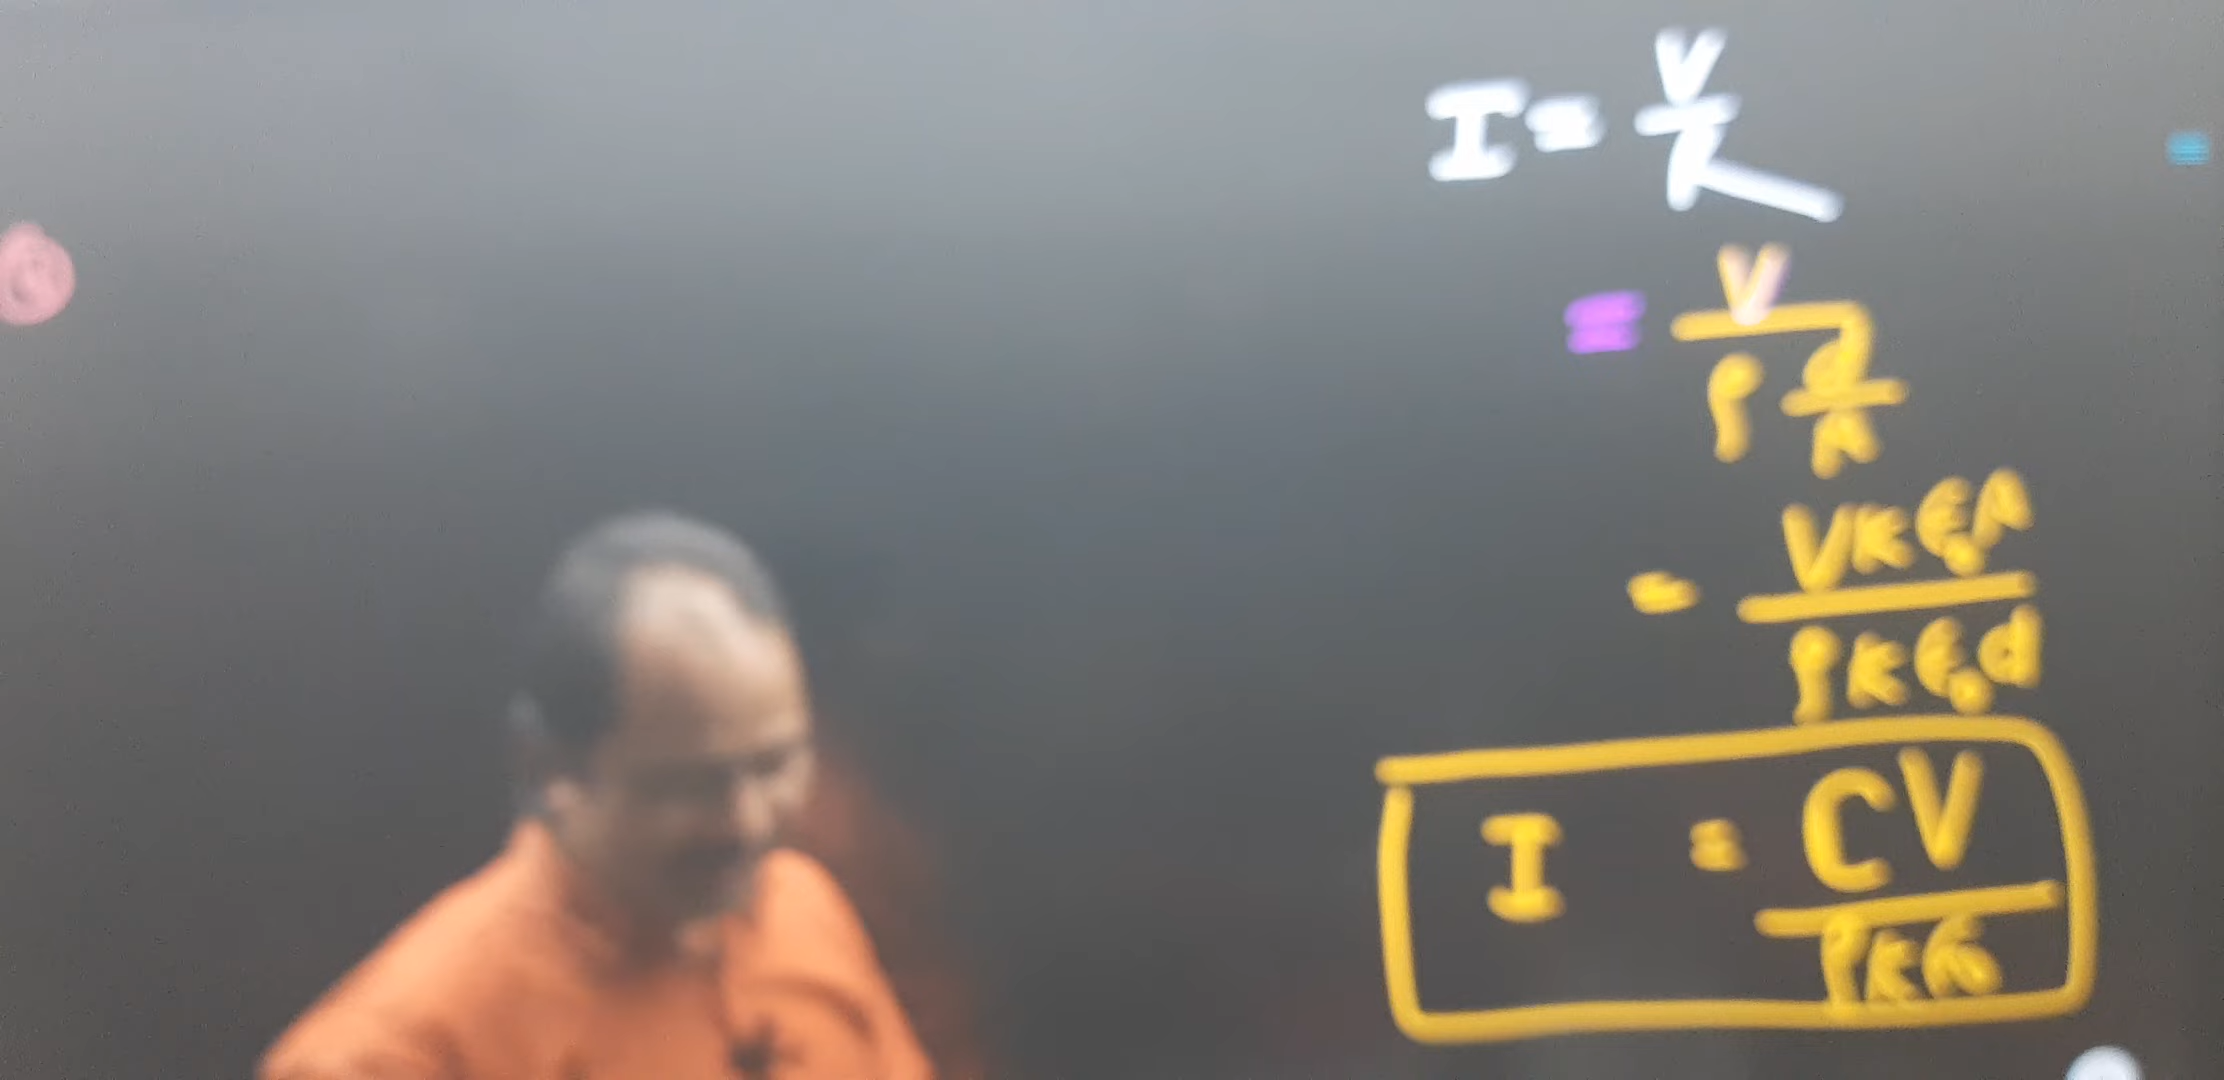 I = V/R
= V/(ρ d/A)
= VKϵ₀A/(ρKϵ₀d)
I = CV/(ρKϵ₀)